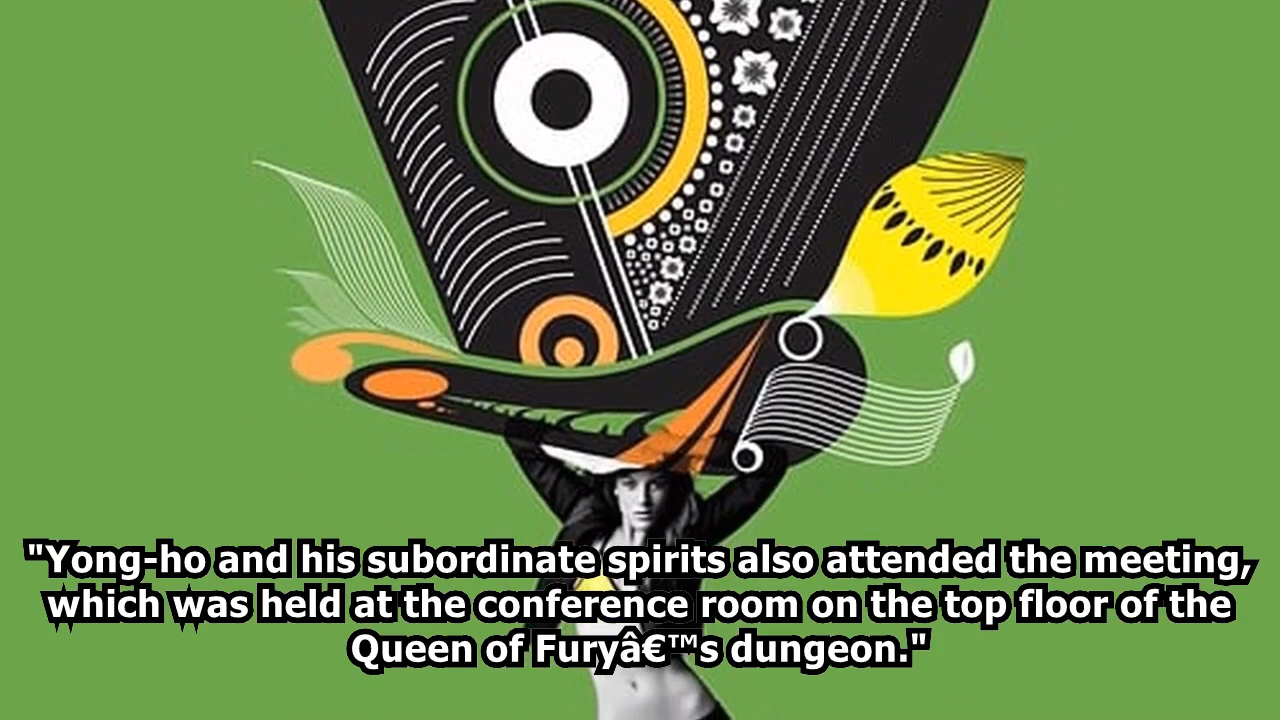 "Yong-ho and his subordinate spirits also attended the meeting,
which was held at the conference room on the top floor of the
Queen of Furyâ€™s dungeon."